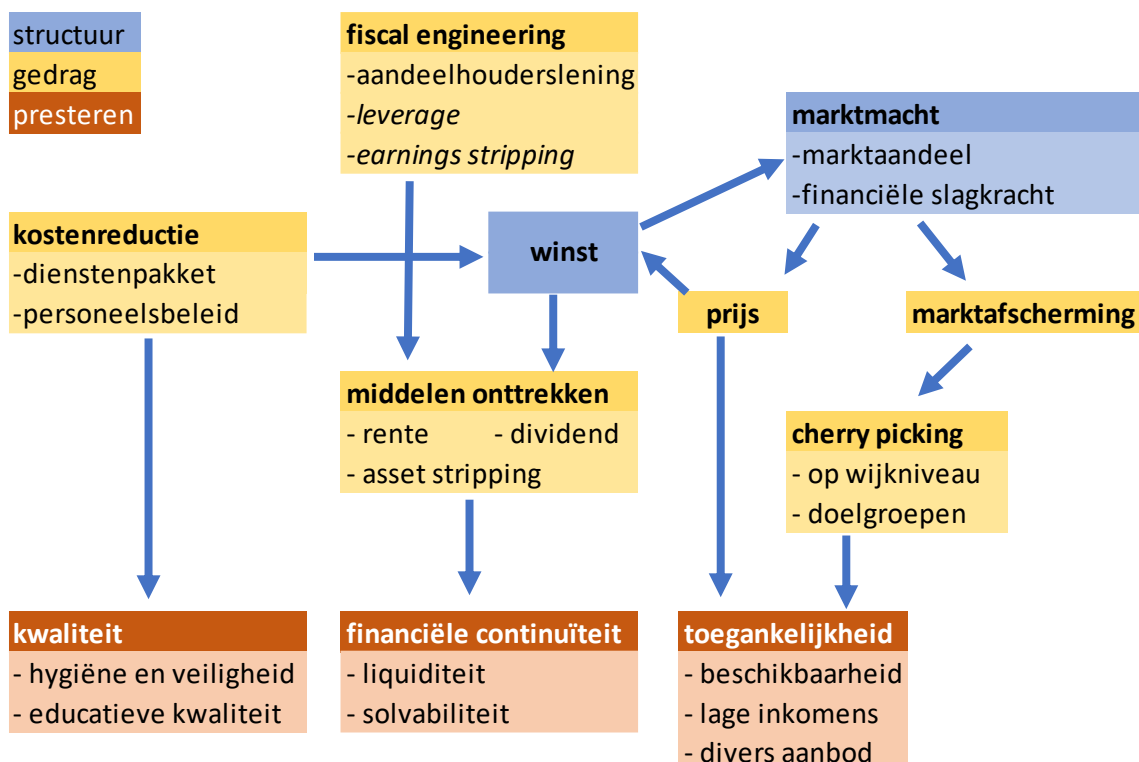 structuur
gedrag
presteren
fiscal engineering
-aandeelhouderslening
-leverage
-earnings stripping
marktmacht
-marktaandeel
-financiële slagkracht
kostenreductie
-dienstenpakket
-personeelsbeleid
winst
prijs
marktafscherming
middelen onttrekken
- rente - dividend
- asset stripping
cherry picking
- op wijkniveau
- doelgroepen
kwaliteit
- hygiëne en veiligheid
- educatieve kwaliteit
financiële continuïteit
- liquiditeit
- solvabiliteit
toegankelijkheid
- beschikbaarheid
- lage inkomens
- divers aanbod